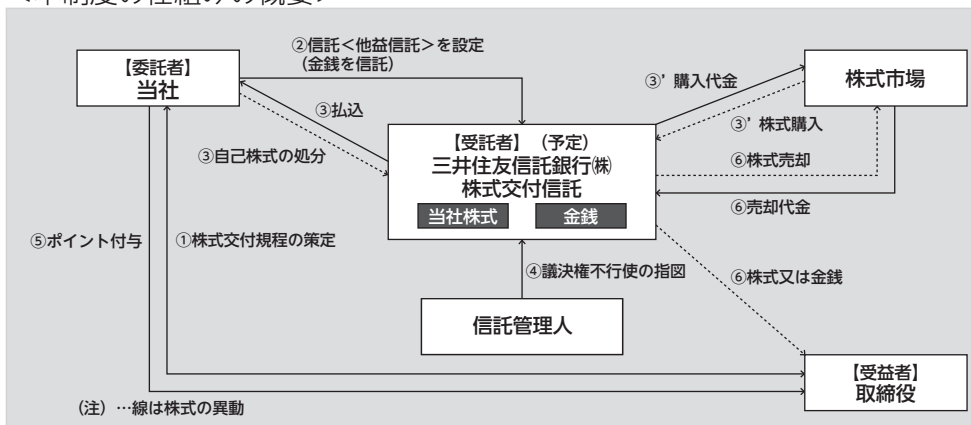 ＜本制度の仕組みの概要＞
②信託＜他益信託＞を設定
（金銭を信託）
【委託者】
当社
③’購入代金
株式市場
③払込
③’株式購入
【受託者】（予定）
三井住友信託銀行㈱
株式交付信託
③自己株式の処分
⑥株式売却
当社株式
金銭
⑥売却代金
⑤ポイント付与
①株式交付規程の策定
④議決権不行使の指図
⑥株式又は金銭
信託管理人
【受益者】
取締役
（注）…線は株式の異動